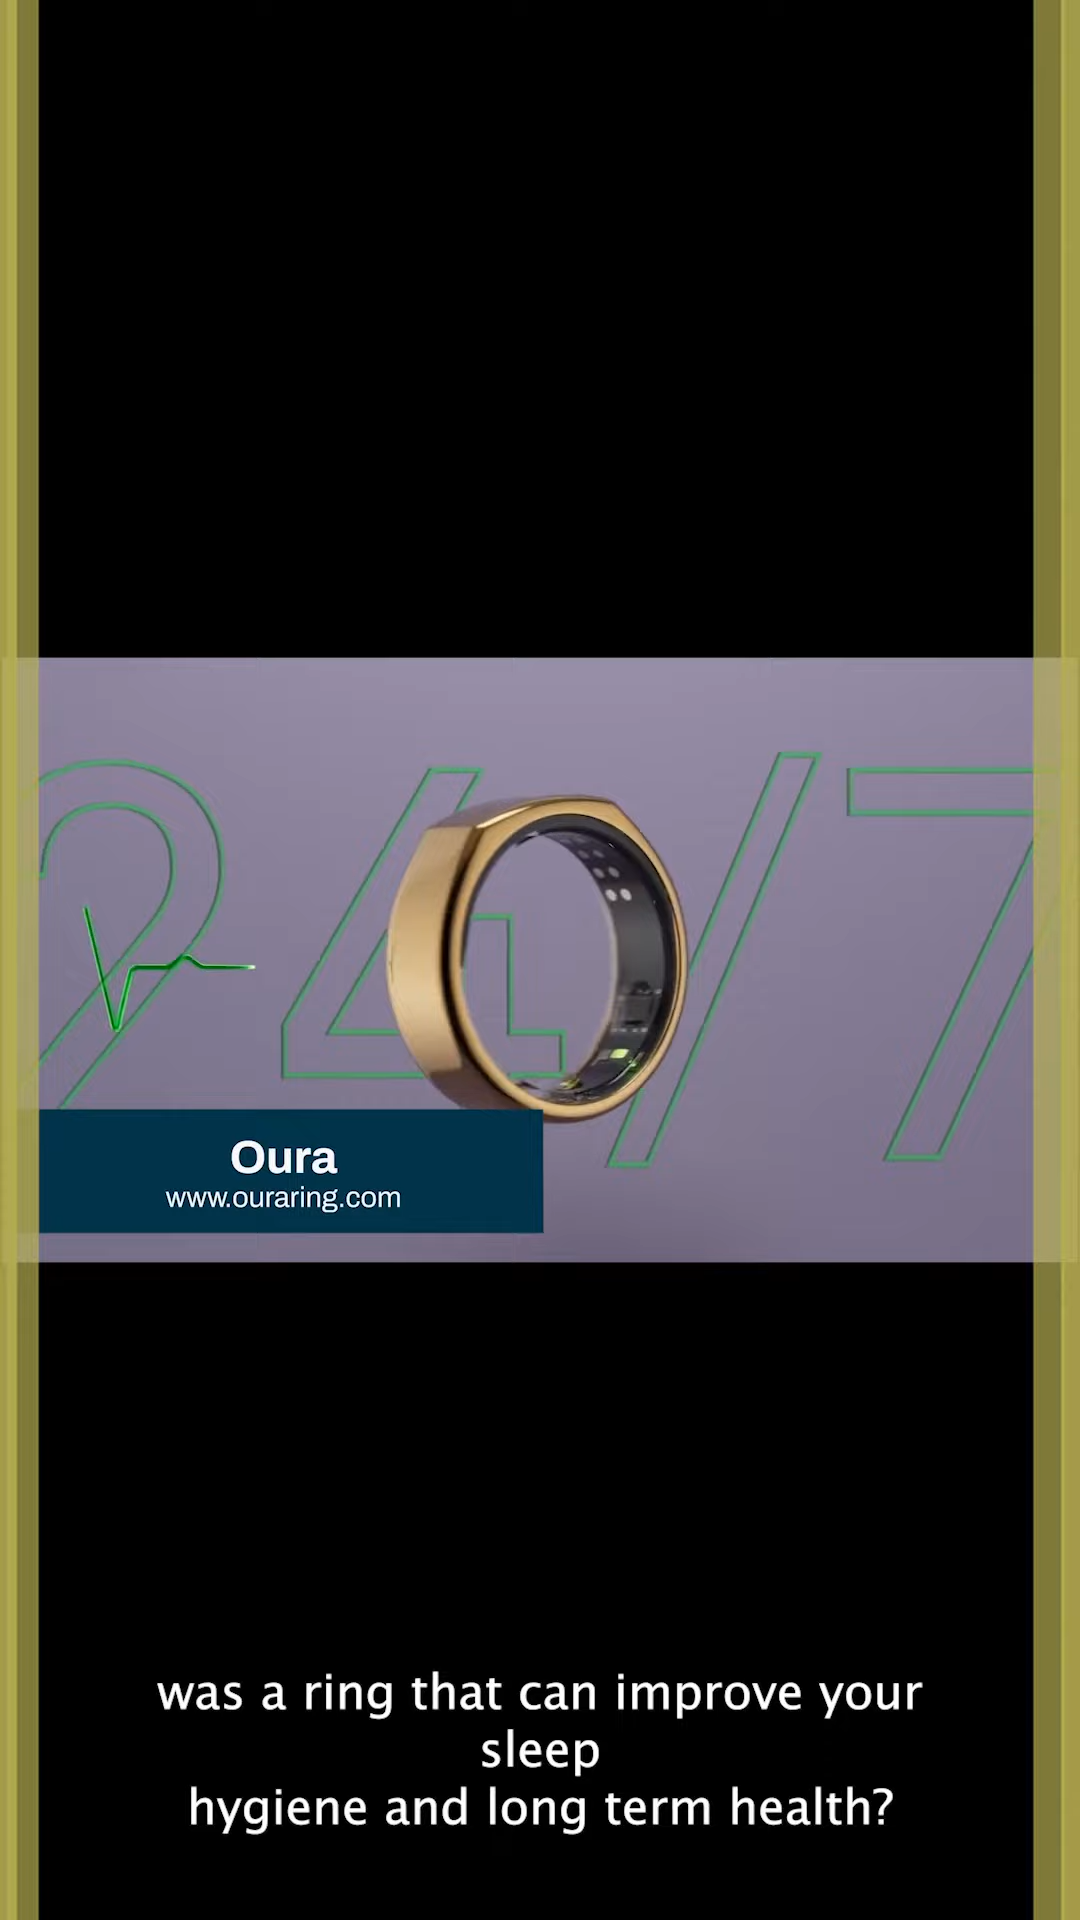 24/7
Oura
www.ouraring.com
was a ring that can improve your
sleep
hygiene and long term health?